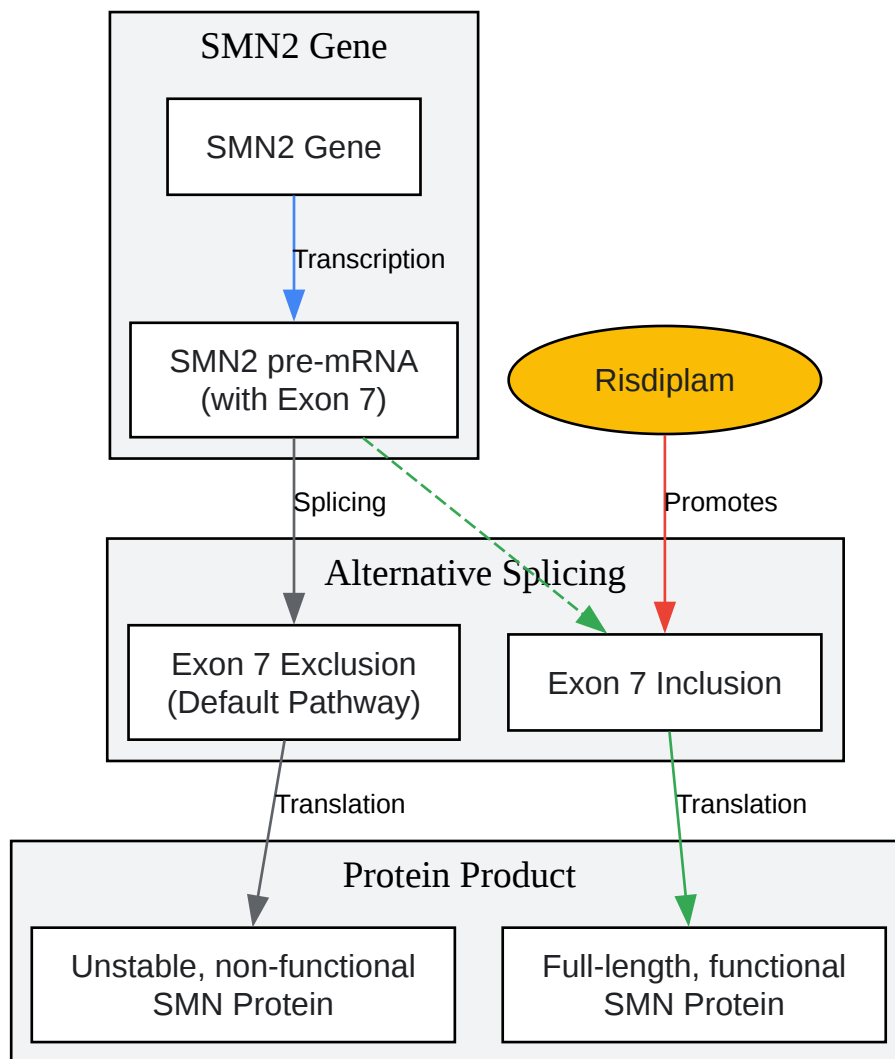 SMN2 Gene
SMN2 Gene
Transcription
SMN2 pre-mRNA
(with Exon 7)
Risdiplam
Splicing
Promotes
Alternative Splicing
Exon 7 Exclusion
(Default Pathway)
Exon 7 Inclusion
Translation
Translation
Protein Product
Unstable, non-functional
SMN Protein
Full-length, functional
SMN Protein